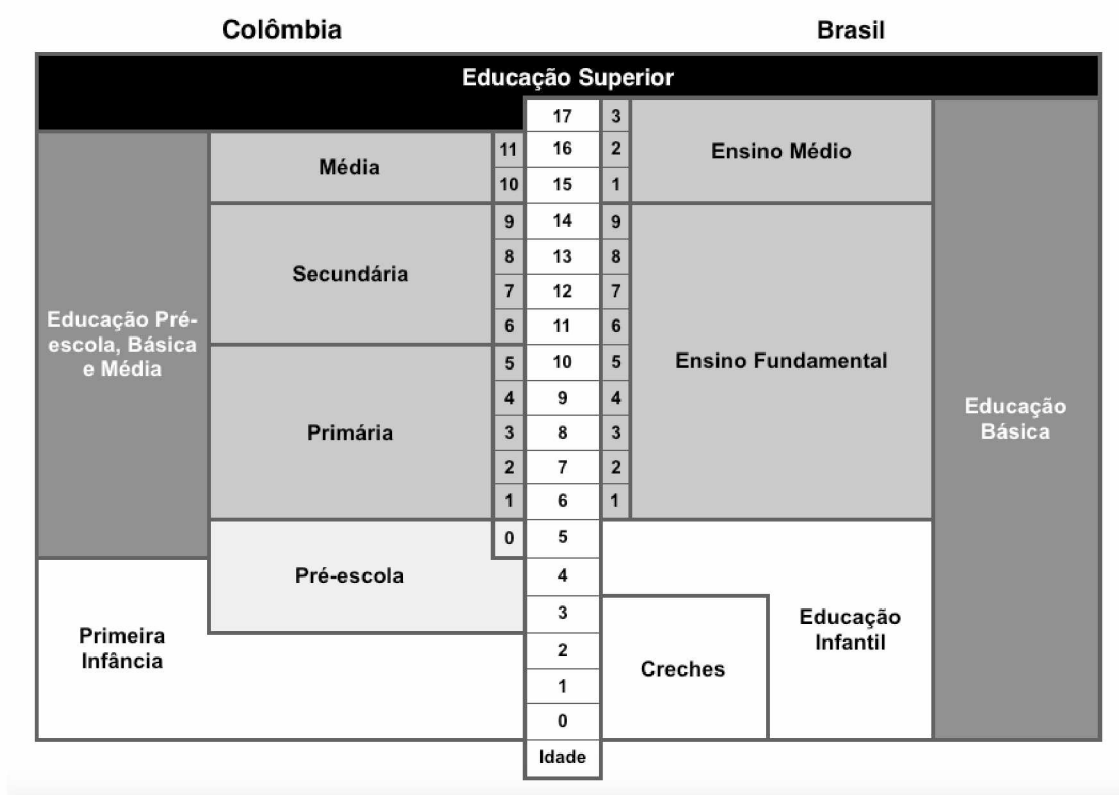 Colômbia
Brasil
Educação Superior
17 3
Média
11 16 2
Ensino Médio
10 15 1
9 14 9
Secundária
8 13 8
7 12 7
6 11 6
Educação Pré-
escola, Básica
e Média
5 10 5
Ensino Fundamental
4 9 4
Primária
3 8 3
2 7 2
1 6 1
Educação
Básica
0 5
Pré-escola
4
3
Educação
Infantil
Primeira
Infância
2
Creches
1
0
Idade